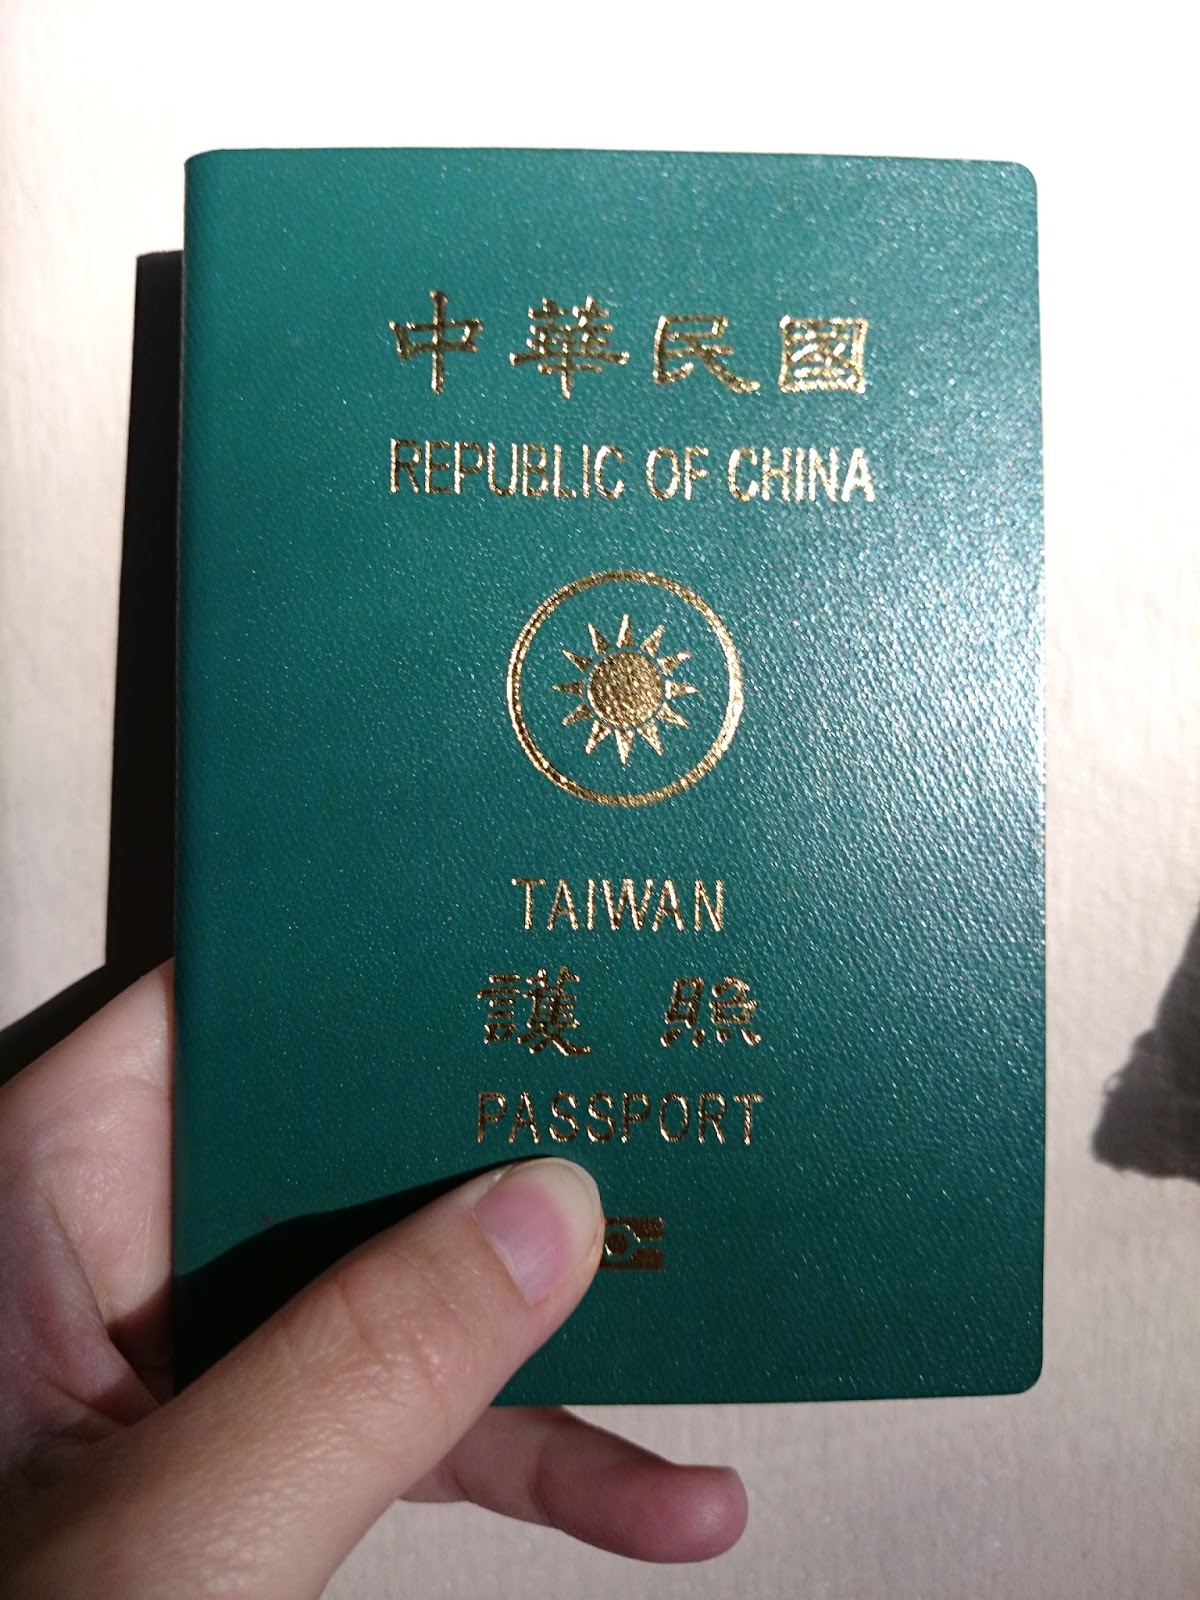 中華民國
REPUBLIC OF CHINA
TAIWAN
護照
PASSPORT